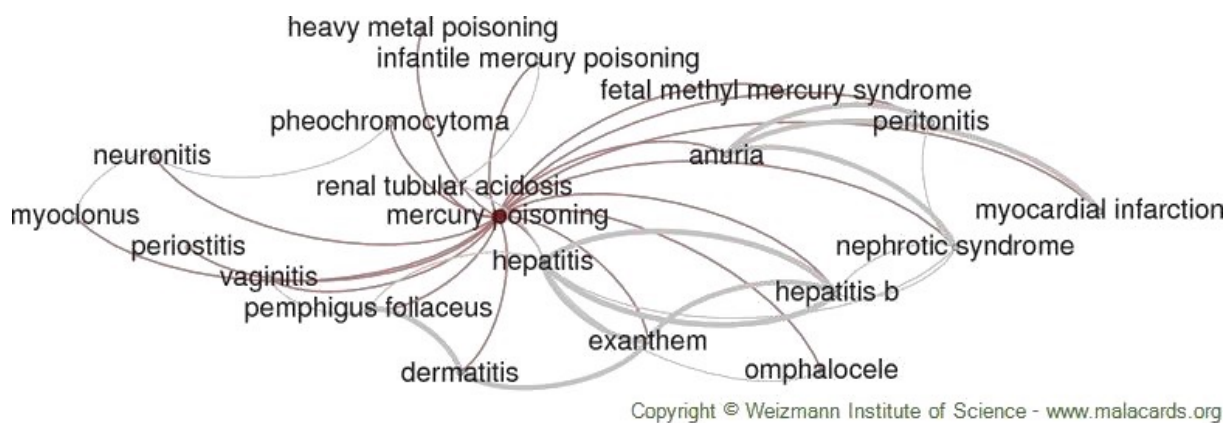 heavy metal poisoning
infantile mercury poisoning
fetal methyl mercury syndrome
pheochromocytoma
peritonitis
neuronitis
anuria
renal tubular acidosis
myoclonus
mercury poisoning
myocardial infarction
periostitis
nephrotic syndrome
hepatitis
vaginitis
hepatitis b
pemphigus foliaceus
exanthem
dermatitis
omphalocele
Copyright © Weizmann Institute of Science - www.malacards.org